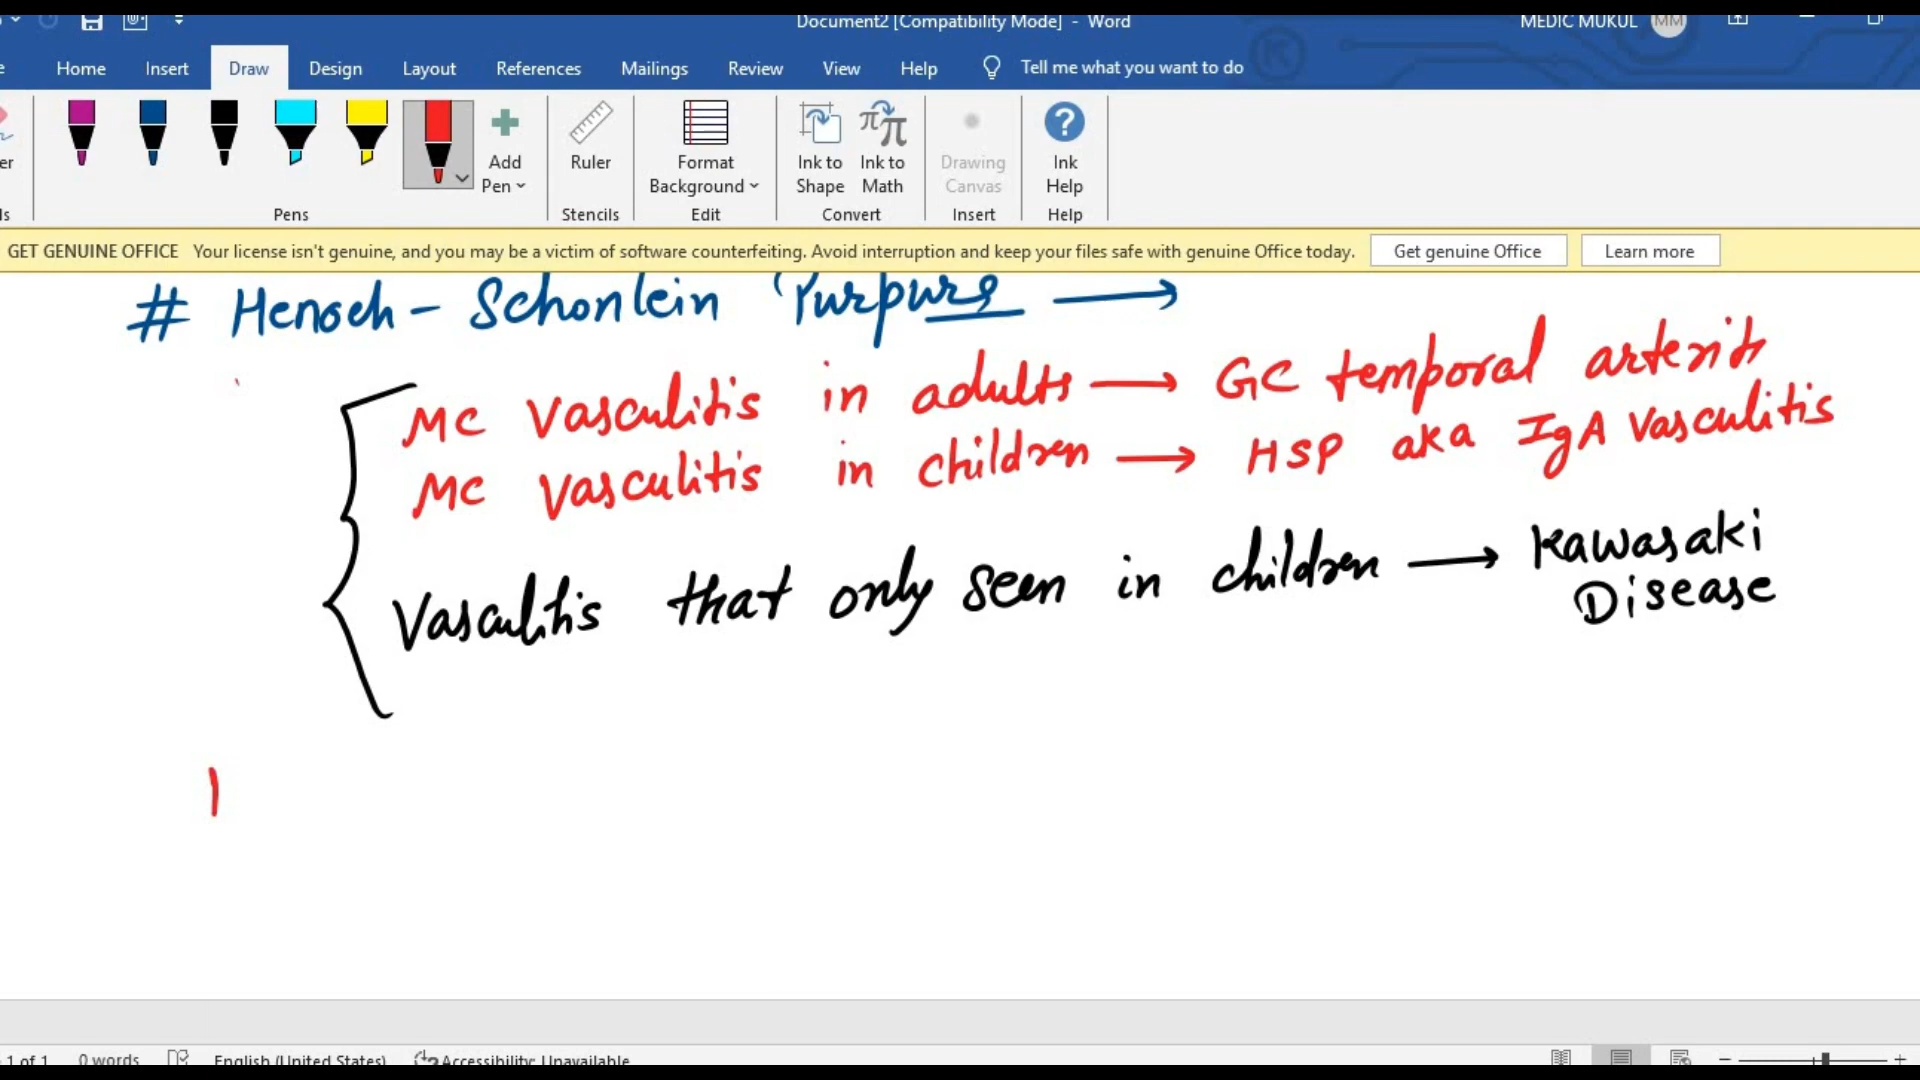 Document2 [Compatibility Mode] - Word MEDIC MUKUL MM
Home Insert Draw Design Layout References Mailings Review View Help Tell me what you want to do
Add Pen Ruler Format Background Ink to Shape Ink to Math Drawing Canvas Ink Help
Pens Stencils Edit Convert Insert Help
GET GENUINE OFFICE Your license isn't genuine, and you may be a victim of software counterfeiting. Avoid interruption and keep your files safe with genuine Office today. Get genuine Office Learn more
# Henoch - Schonlein Purpura →
MC Vasculitis in adults → GC temporal arteritis
MC Vasculitis in children → HSP aka IgA Vasculitis
Vasculitis that only seen in children → Kawasaki
Disease
1 of 1 0 words English (United States) Accessibility: Unavailable